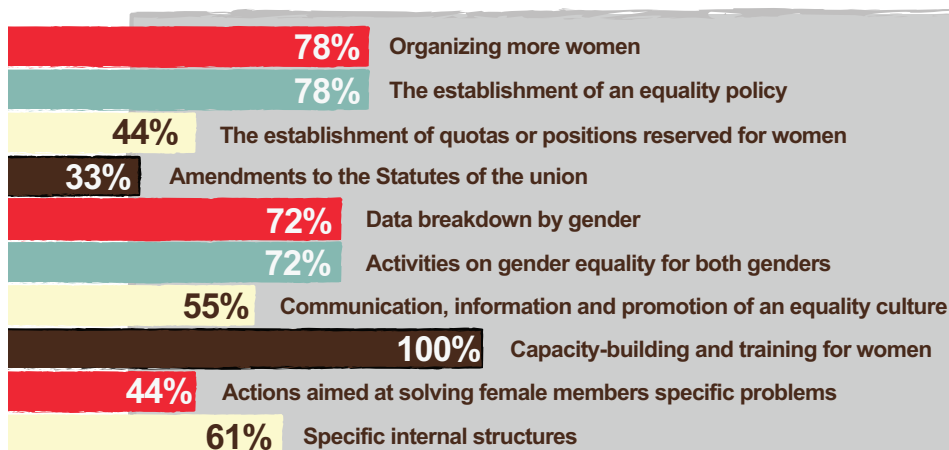 78% Organizing more women
78% The establishment of an equality policy
44% The establishment of quotas or positions reserved for women
33% Amendments to the Statutes of the union
72% Data breakdown by gender
72% Activities on gender equality for both genders
55% Communication, information and promotion of an equality culture
100% Capacity-building and training for women
44% Actions aimed at solving female members specific problems
61% Specific internal structures